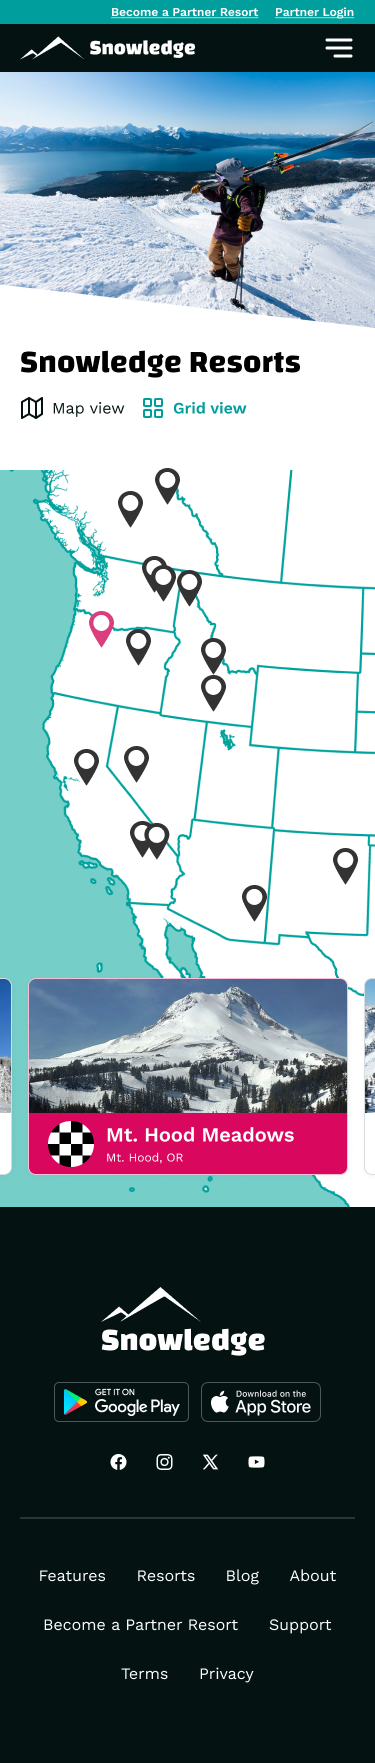 Become a Partner Resort Partner Login
Snowledge
Snowledge Resorts
Map view Grid view
Mt. Hood Meadows
Mt. Hood, OR
Snowledge
GET IT ON
Google Play
Download on the
App Store
Features Resorts Blog About
Become a Partner Resort Support
Terms Privacy